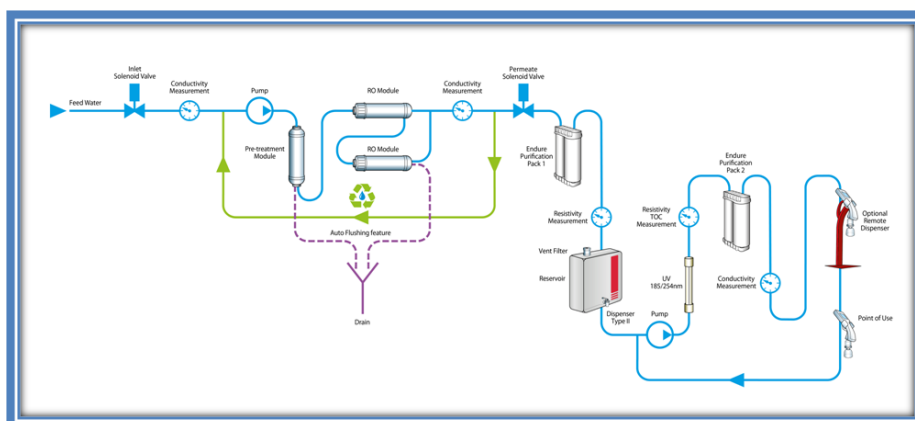 Inlet
Solenoid Valve
Feed Water
Conductivity
Measurement
Pump
Pre-treatment
Module
RO Module
RO Module
Conductivity
Measurement
Permeate
Solenoid Valve
Endure
Purification
Pack 1
Auto Flushing feature
Drain
Resistivity
Measurement
Vent Filter
Reservoir
Dispenser
Type II
Pump
UV
185/254nm
Resistivity
TOC
Measurement
Endure
Purification
Pack 2
Conductivity
Measurement
Optional
Remote
Dispenser
Point of Use